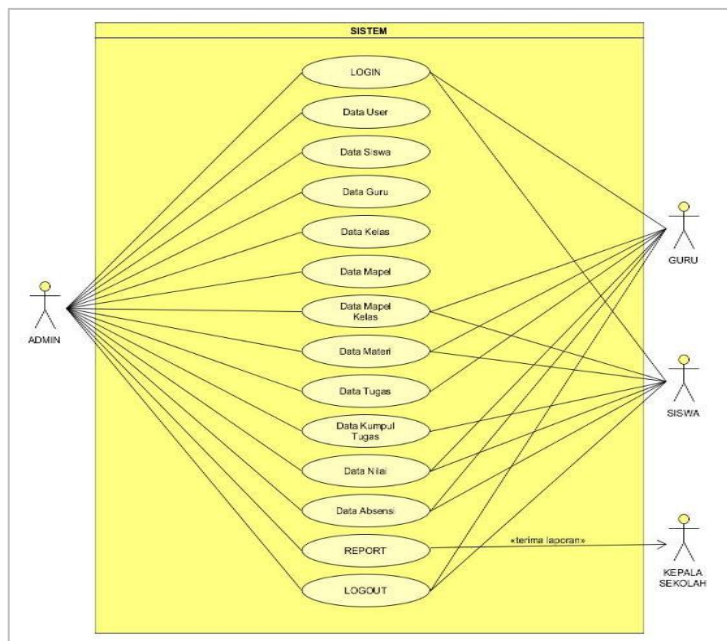 SISTEM
LOGIN
Data User
Data Siswa
Data Guru
Data Kelas
Data Mapel
Data Mapel
Kelas
Data Materi
Data Tugas
Data Kumpul
Tugas
Data Nilai
Data Absensi
REPORT
LOGOUT
ADMIN
GURU
SISWA
«terima laporan»
KEPALA
SEKOLAH